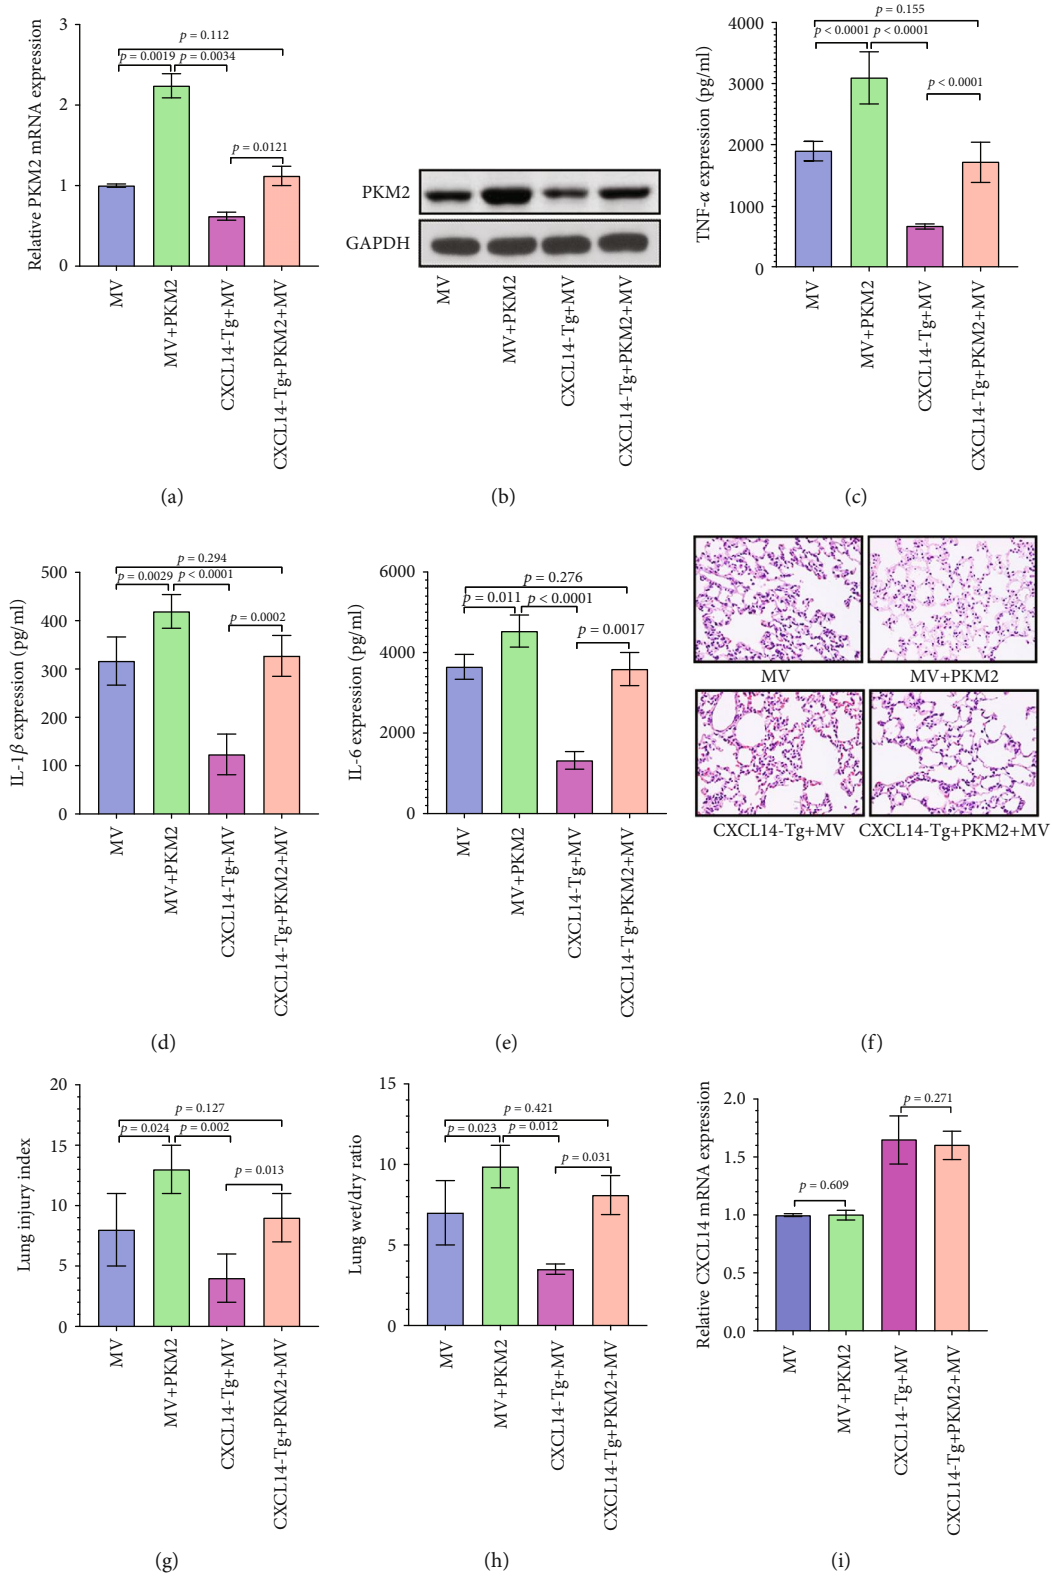 Relative PKM2 mRNA expression
3
2
1
0
p = 0.112
p = 0.0019
p = 0.0034
p = 0.0121
MV
MV+PKM2
CXCL14-Tg+MV
CXCL14-Tg+PKM2+MV
(a)
PKM2
GAPDH
MV
MV+PKM2
CXCL14-Tg+MV
CXCL14-Tg+PKM2+MV
(b)
TNF-α expression (pg/ml)
4000
3000
2000
1000
0
p = 0.155
p < 0.0001
p < 0.0001
p < 0.0001
MV
MV+PKM2
CXCL14-Tg+MV
CXCL14-Tg+PKM2+MV
(c)
IL-1β expression (pg/ml)
500
400
300
200
100
0
p = 0.294
p = 0.0029
p < 0.0001
p = 0.0002
MV
MV+PKM2
CXCL14-Tg+MV
CXCL14-Tg+PKM2+MV
(d)
IL-6 expression (pg/ml)
6000
4000
2000
0
p = 0.276
p = 0.011
p < 0.0001
p = 0.0017
MV
MV+PKM2
CXCL14-Tg+MV
CXCL14-Tg+PKM2+MV
(e)
MV
MV+PKM2
CXCL14-Tg+MV
CXCL14-Tg+PKM2+MV
(f)
Lung injury index
20
15
10
5
0
p = 0.127
p = 0.024
p = 0.002
p = 0.013
MV
MV+PKM2
CXCL14-Tg+MV
CXCL14-Tg+PKM2+MV
(g)
Lung wet/dry ratio
15
10
5
0
p = 0.421
p = 0.023
p = 0.012
p = 0.031
MV
MV+PKM2
CXCL14-Tg+MV
CXCL14-Tg+PKM2+MV
(h)
Relative CXCL14 mRNA expression
2.0
1.5
1.0
0.5
0.0
p = 0.271
p = 0.609
MV
MV+PKM2
CXCL14-Tg+MV
CXCL14-Tg+PKM2+MV
(i)